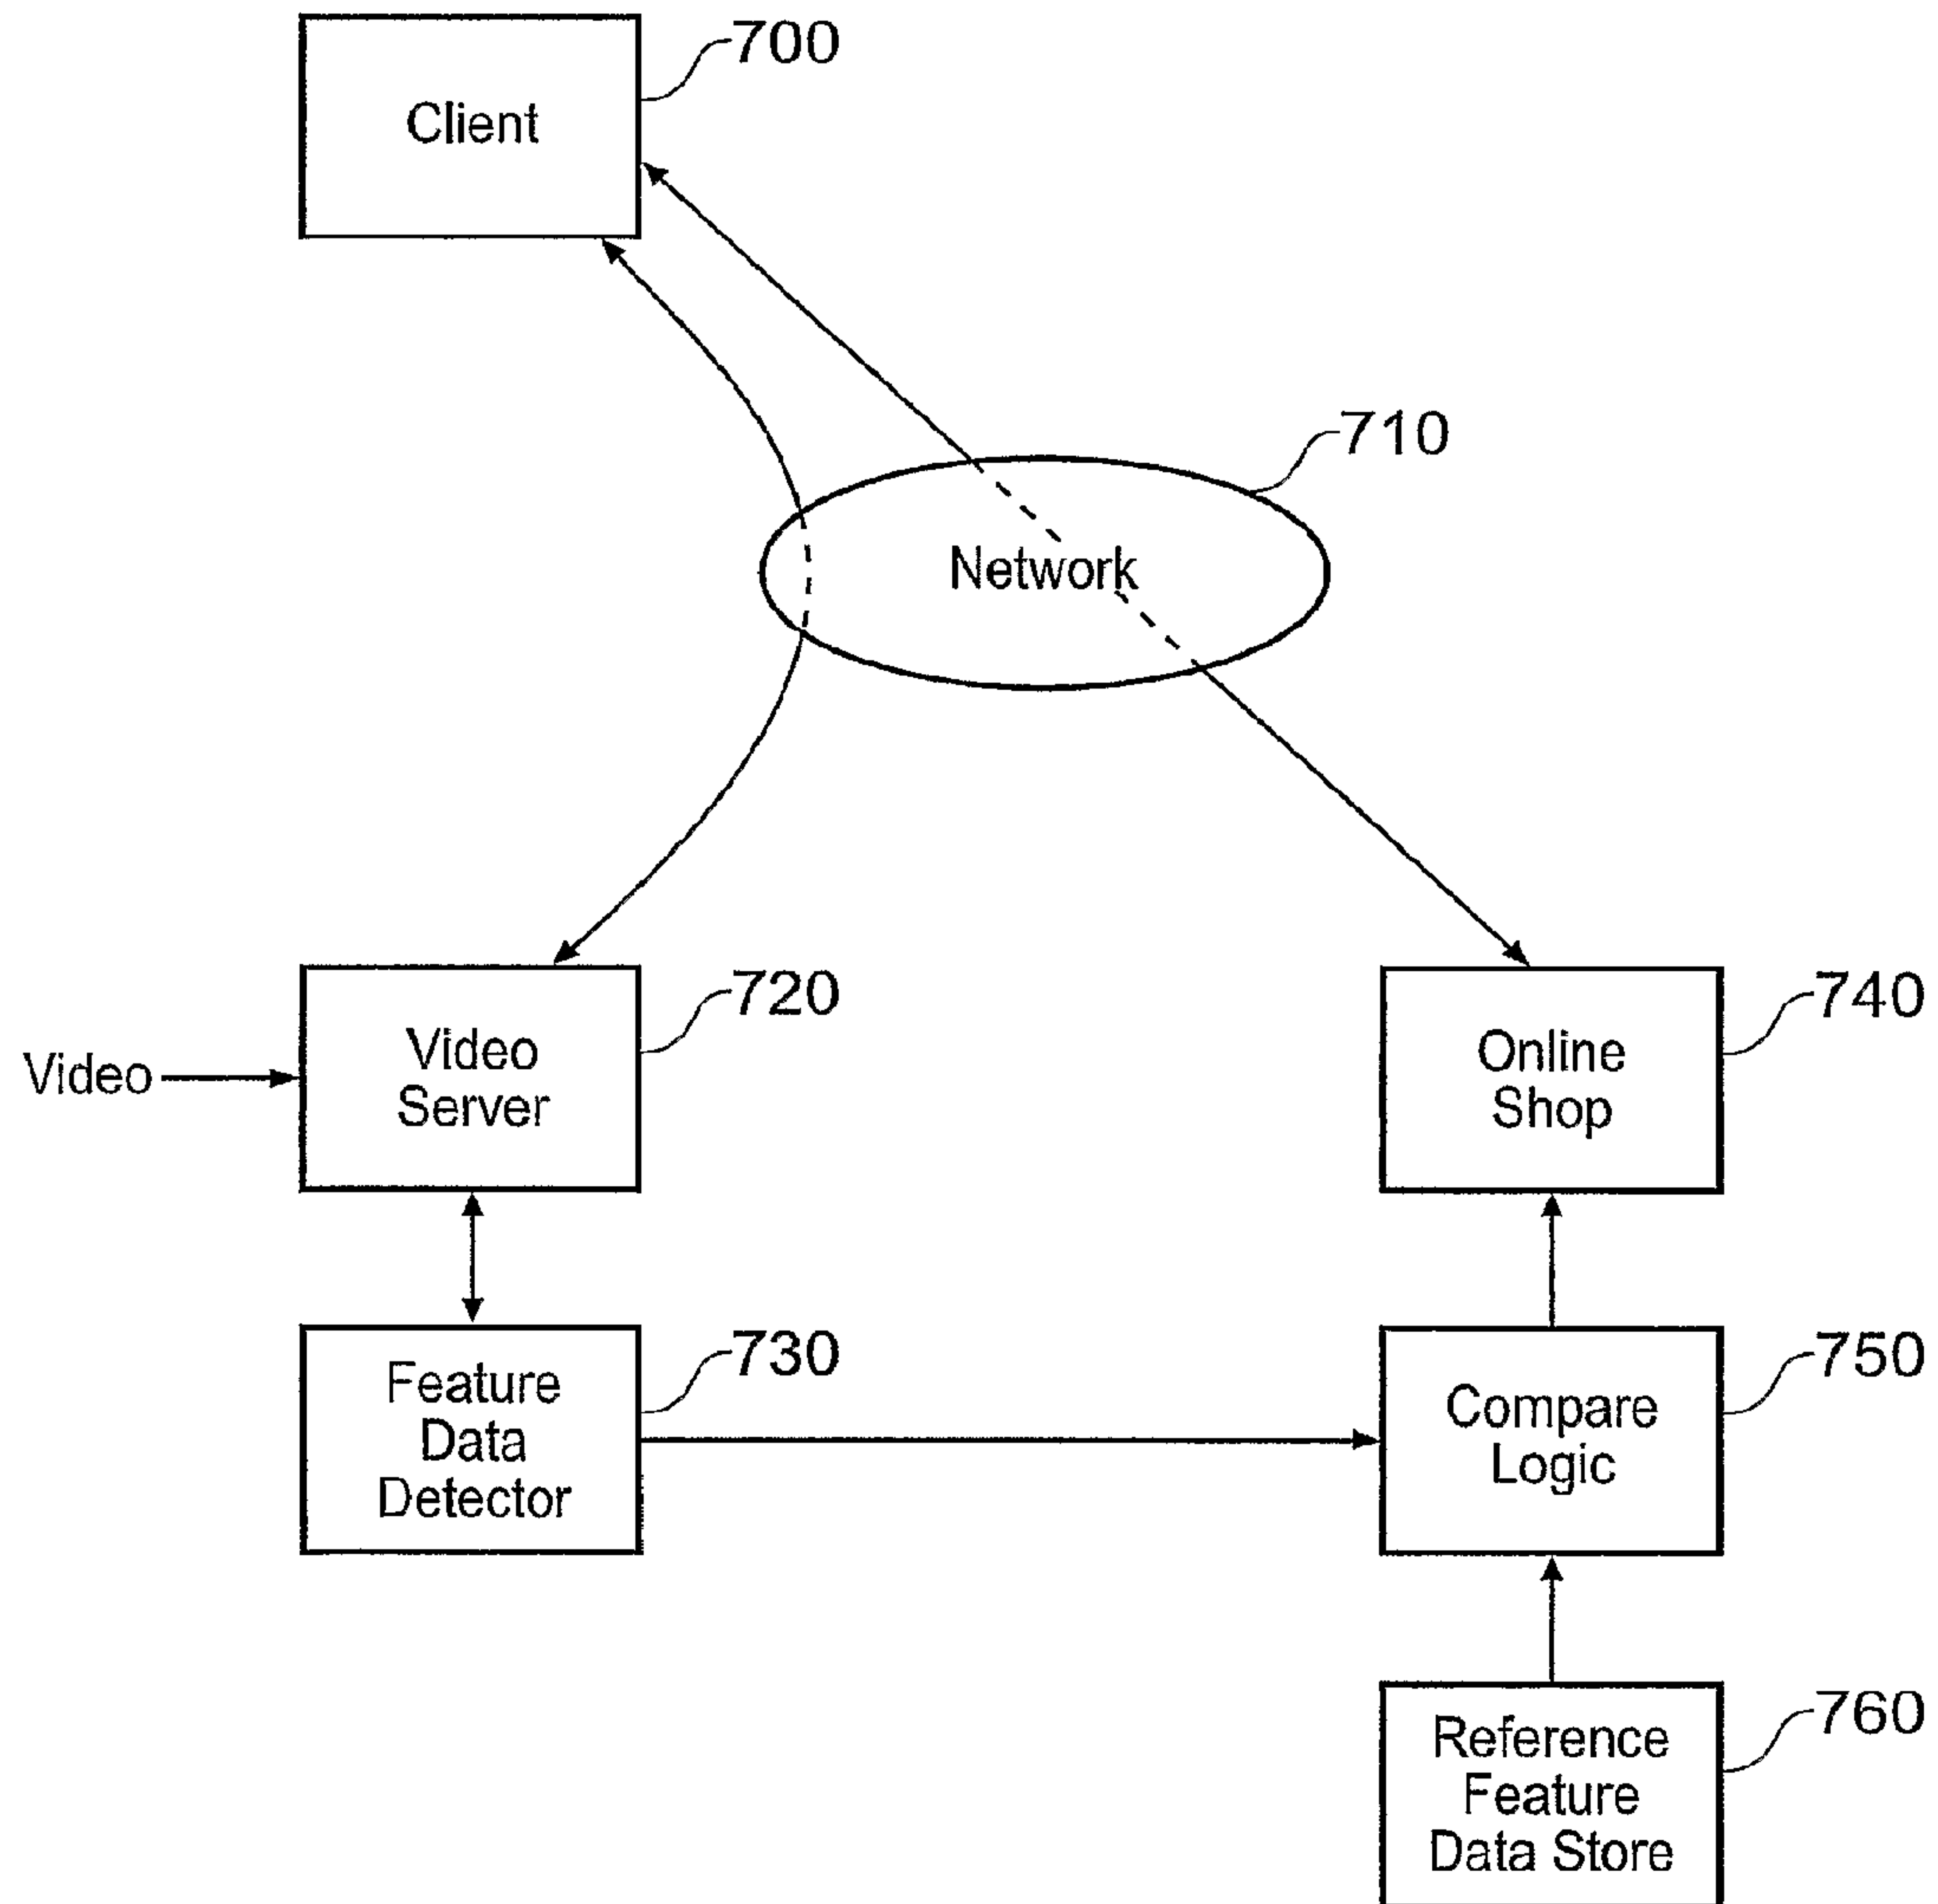 700
Client
710
Network
720
740
Video
Server
Video
Online
Shop
730
750
Feature
Data
Detector
Compare
Logic
760
Reference
Feature
Data Store